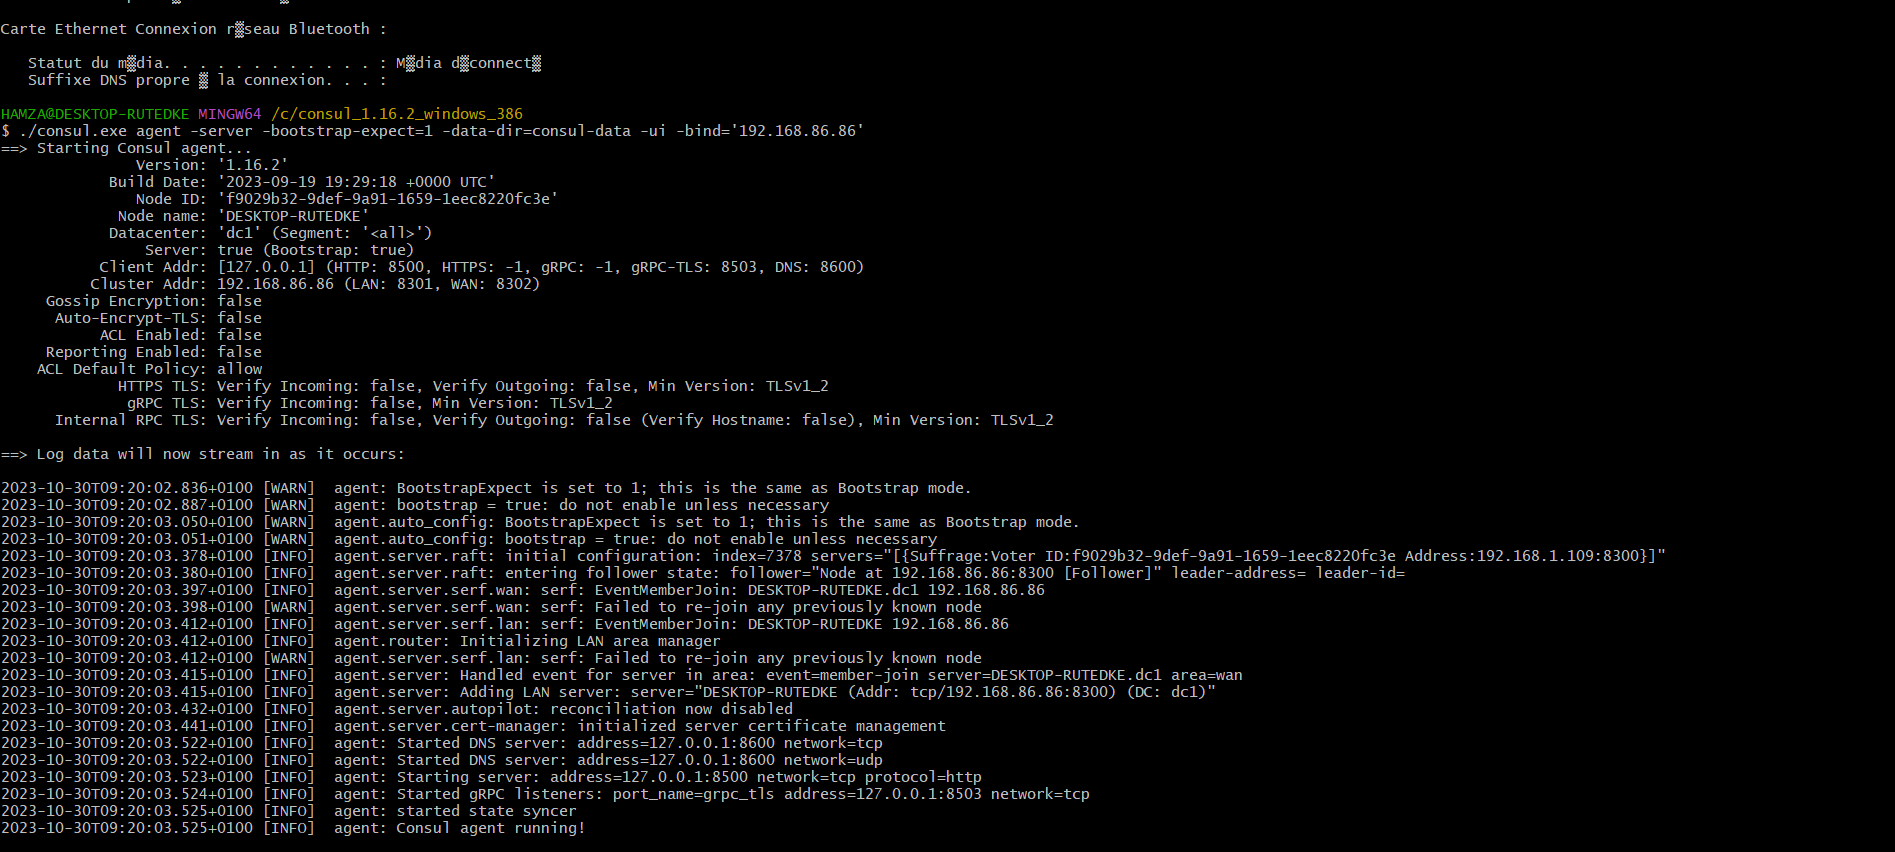 Carte Ethernet Connexion r▒seau Bluetooth :
Statut du m▒dia. . . . . . . . . . . . : M▒dia d▒connect▒
Suffixe DNS propre ▒ la connexion. . . :
HAMZA@DESKTOP-RUTEDKE MINGW64 /c/consul_1.16.2_windows_386
$ ./consul.exe agent -server -bootstrap-expect=1 -data-dir=consul-data -ui -bind='192.168.86.86'
==> Starting Consul agent...
Version: '1.16.2'
Build Date: '2023-09-19 19:29:18 +0000 UTC'
Node ID: 'f9029b32-9def-9a91-1659-1eec8220fc3e'
Node name: 'DESKTOP-RUTEDKE'
Datacenter: 'dc1' (Segment: '<all>')
Server: true (Bootstrap: true)
Client Addr: [127.0.0.1] (HTTP: 8500, HTTPS: -1, gRPC: -1, gRPC-TLS: 8503, DNS: 8600)
Cluster Addr: 192.168.86.86 (LAN: 8301, WAN: 8302)
Gossip Encryption: false
Auto-Encrypt-TLS: false
ACL Enabled: false
Reporting Enabled: false
ACL Default Policy: allow
HTTPS TLS: Verify Incoming: false, Verify Outgoing: false, Min Version: TLSv1_2
gRPC TLS: Verify Incoming: false, Min Version: TLSv1_2
Internal RPC TLS: Verify Incoming: false, Verify Outgoing: false (Verify Hostname: false), Min Version: TLSv1_2
==> Log data will now stream in as it occurs:
2023-10-30T09:20:02.836+0100 [WARN]  agent: BootstrapExpect is set to 1; this is the same as Bootstrap mode.
2023-10-30T09:20:02.887+0100 [WARN]  agent: bootstrap = true: do not enable unless necessary
2023-10-30T09:20:03.050+0100 [WARN]  agent.auto_config: BootstrapExpect is set to 1; this is the same as Bootstrap mode.
2023-10-30T09:20:03.051+0100 [WARN]  agent.auto_config: bootstrap = true: do not enable unless necessary
2023-10-30T09:20:03.378+0100 [INFO]  agent.server.raft: initial configuration: index=7378 servers="[{Suffrage:Voter ID:f9029b32-9def-9a91-1659-1eec8220fc3e Address:192.168.1.109:8300}]"
2023-10-30T09:20:03.380+0100 [INFO]  agent.server.raft: entering follower state: follower="Node at 192.168.86.86:8300 [Follower]" leader-address= leader-id=
2023-10-30T09:20:03.397+0100 [INFO]  agent.server.serf.wan: serf: EventMemberJoin: DESKTOP-RUTEDKE.dc1 192.168.86.86
2023-10-30T09:20:03.398+0100 [WARN]  agent.server.serf.wan: serf: Failed to re-join any previously known node
2023-10-30T09:20:03.412+0100 [INFO]  agent.server.serf.lan: serf: EventMemberJoin: DESKTOP-RUTEDKE 192.168.86.86
2023-10-30T09:20:03.412+0100 [INFO]  agent.router: Initializing LAN area manager
2023-10-30T09:20:03.412+0100 [WARN]  agent.server.serf.lan: serf: Failed to re-join any previously known node
2023-10-30T09:20:03.415+0100 [INFO]  agent.server: Handled event for server in area: event=member-join server=DESKTOP-RUTEDKE.dc1 area=wan
2023-10-30T09:20:03.415+0100 [INFO]  agent.server: Adding LAN server: server="DESKTOP-RUTEDKE (Addr: tcp/192.168.86.86:8300) (DC: dc1)"
2023-10-30T09:20:03.432+0100 [INFO]  agent.server.autopilot: reconciliation now disabled
2023-10-30T09:20:03.441+0100 [INFO]  agent.server.cert-manager: initialized server certificate management
2023-10-30T09:20:03.522+0100 [INFO]  agent: Started DNS server: address=127.0.0.1:8600 network=tcp
2023-10-30T09:20:03.522+0100 [INFO]  agent: Started DNS server: address=127.0.0.1:8600 network=udp
2023-10-30T09:20:03.523+0100 [INFO]  agent: Starting server: address=127.0.0.1:8500 network=tcp protocol=http
2023-10-30T09:20:03.524+0100 [INFO]  agent: Started gRPC listeners: port_name=grpc_tls address=127.0.0.1:8503 network=tcp
2023-10-30T09:20:03.525+0100 [INFO]  agent: started state syncer
2023-10-30T09:20:03.525+0100 [INFO]  agent: Consul agent running!